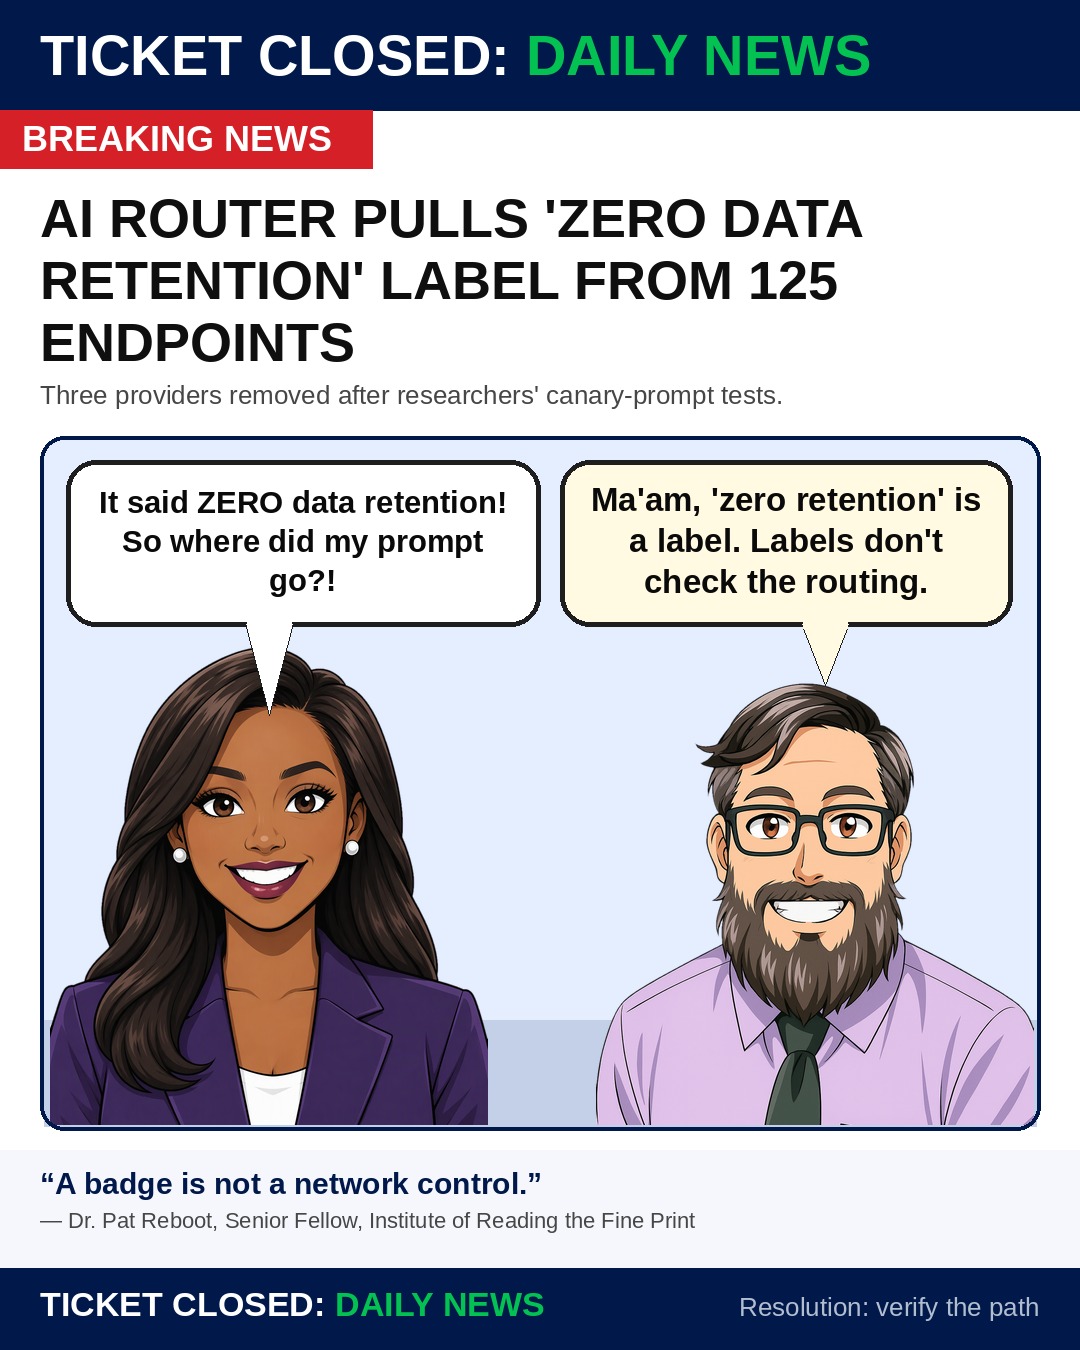 TICKET CLOSED: DAILY NEWS
BREAKING NEWS
AI ROUTER PULLS 'ZERO DATA
RETENTION' LABEL FROM 125
ENDPOINTS
Three providers removed after researchers' canary-prompt tests.
It said ZERO data retention!
So where did my prompt
go?!
Ma'am, 'zero retention' is
a label. Labels don't
check the routing.
“A badge is not a network control.”
— Dr. Pat Reboot, Senior Fellow, Institute of Reading the Fine Print
TICKET CLOSED: DAILY NEWS
Resolution: verify the path